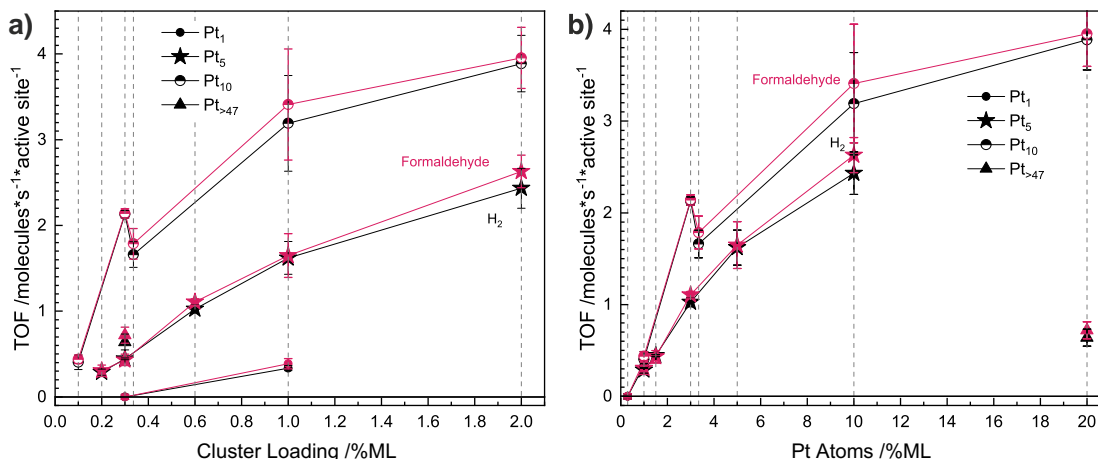 a)
Pt1
Pt5
Pt10
Pt>47
Formaldehyde
H2
TOF /molecules*s-1*active site-1
4
3
2
1
0
0.0 0.2 0.4 0.6 0.8 1.0 1.2 1.4 1.6 1.8 2.0
Cluster Loading /%ML
b)
Formaldehyde
H2
Pt1
Pt5
Pt10
Pt>47
TOF /molecules*s-1*active site-1
4
3
2
1
0
0 2 4 6 8 10 12 14 16 18 20
Pt Atoms /%ML